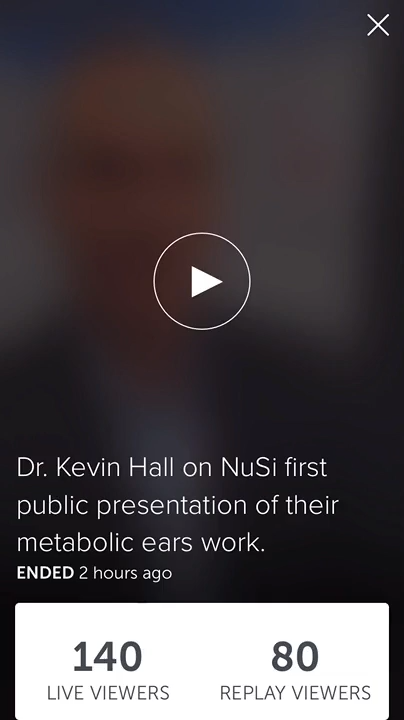 Dr. Kevin Hall on NuSi first
public presentation of their
metabolic ears work.
ENDED 2 hours ago
140 80
LIVE VIEWERS REPLAY VIEWERS